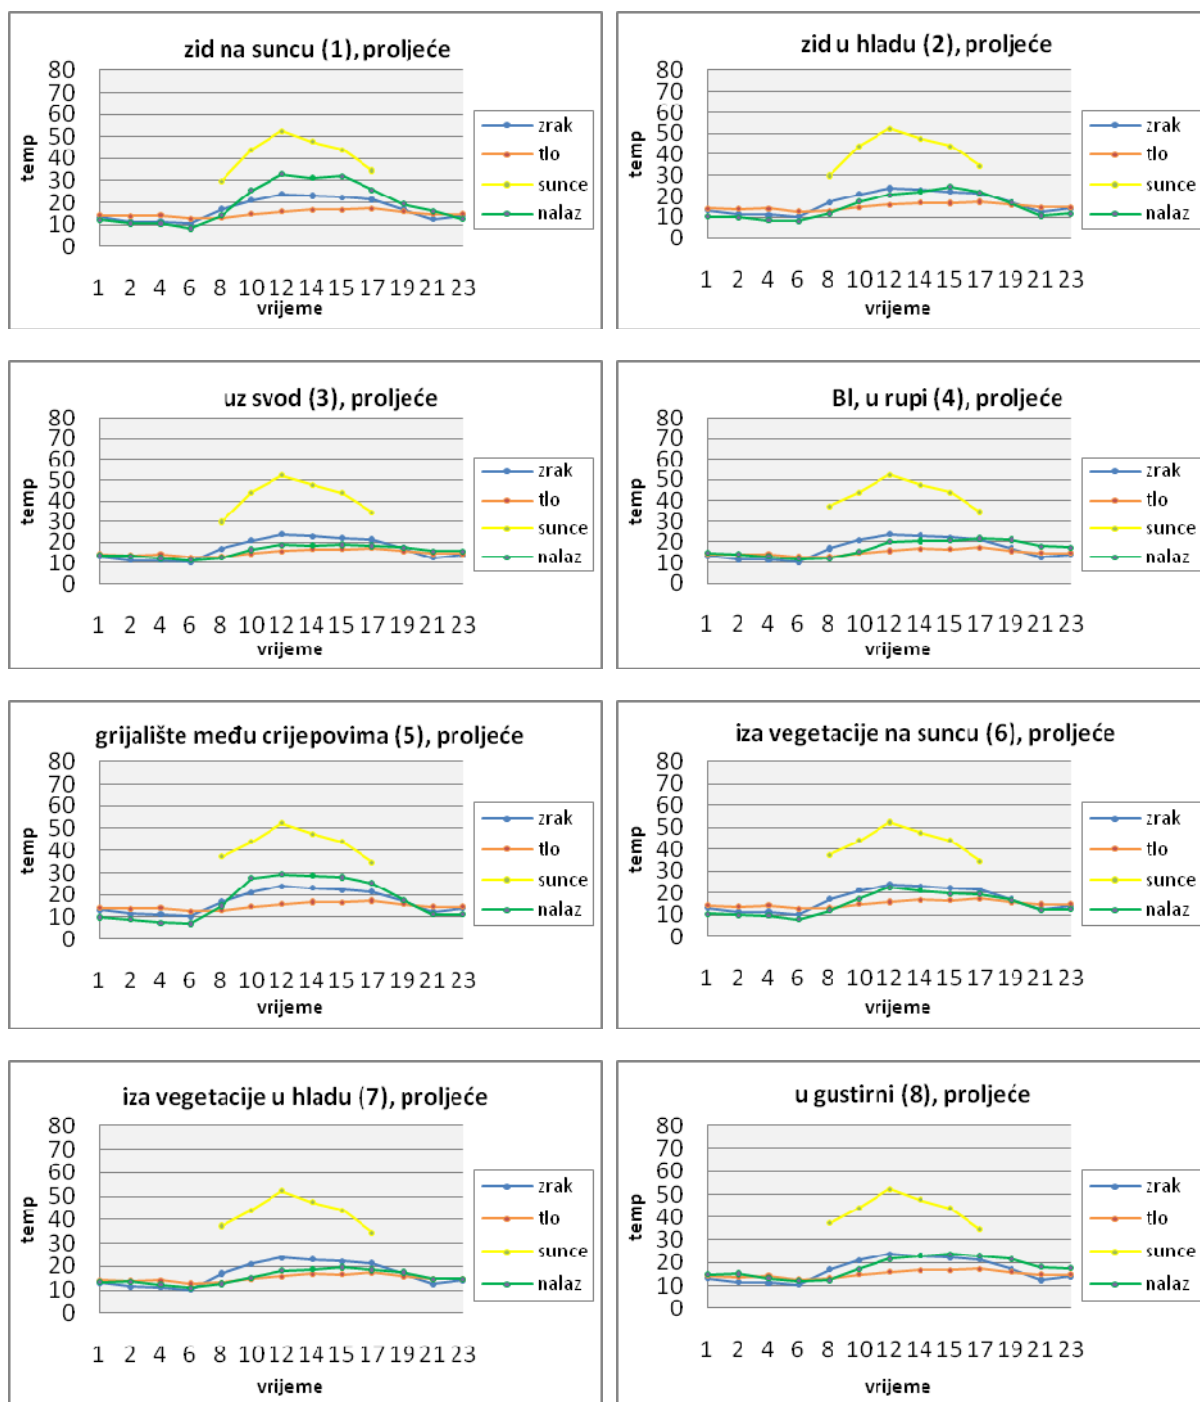 zid na suncu (1), proljeće
80
70
60
50
40
30
20
10
0
temp
1 2 4 6 8 10 12 14 15 17 19 21 23
vrijeme
zrak
tlo
sunce
nalaz
zid u hladu (2), proljeće
80
70
60
50
40
30
20
10
0
temp
1 2 4 6 8 10 12 14 15 17 19 21 23
vrijeme
zrak
tlo
sunce
nalaz
uz svod (3), proljeće
80
70
60
50
40
30
20
10
0
temp
1 2 4 6 8 10 12 14 15 17 19 21 23
vrijeme
zrak
tlo
sunce
nalaz
Bl, u rupi (4), proljeće
80
70
60
50
40
30
20
10
0
temp
1 2 4 6 8 10 12 14 15 17 19 21 23
vrijeme
zrak
tlo
sunce
nalaz
grijalište među crijepovima (5), proljeće
80
70
60
50
40
30
20
10
0
temp
1 2 4 6 8 10 12 14 15 17 19 21 23
vrijeme
zrak
tlo
sunce
nalaz
iza vegetacije na suncu (6), proljeće
80
70
60
50
40
30
20
10
0
temp
1 2 4 6 8 10 12 14 15 17 19 21 23
vrijeme
zrak
tlo
sunce
nalaz
iza vegetacije u hladu (7), proljeće
80
70
60
50
40
30
20
10
0
temp
1 2 4 6 8 10 12 14 15 17 19 21 23
vrijeme
zrak
tlo
sunce
nalaz
u gustirni (8), proljeće
80
70
60
50
40
30
20
10
0
temp
1 2 4 6 8 10 12 14 15 17 19 21 23
vrijeme
zrak
tlo
sunce
nalaz